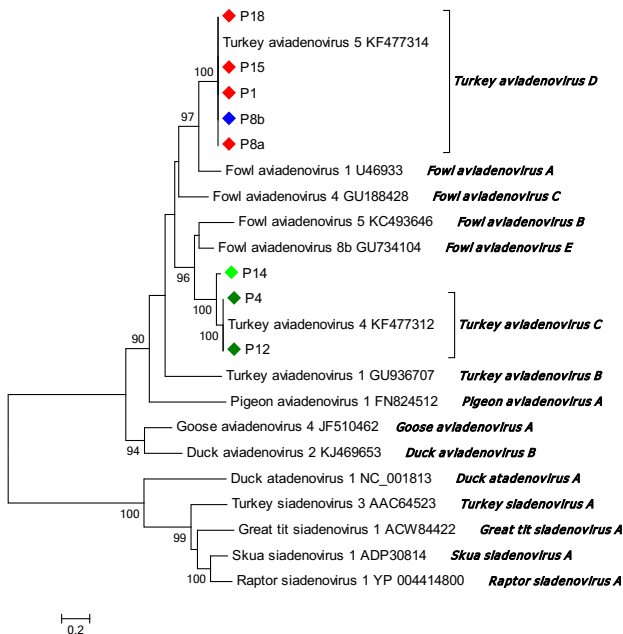 P18
Turkey aviadenovirus 5 KF477314
100
P15
Turkey aviadenovirus D
P1
97
P8b
P8a
Fowl aviadenovirus 1 U46933 Fowl aviadenovirus A
Fowl aviadenovirus 4 GU188428 Fowl aviadenovirus C
Fowl aviadenovirus 5 KC493646 Fowl aviadenovirus B
Fowl aviadenovirus 8b GU734104 Fowl aviadenovirus E
96
P14
P4
100
Turkey aviadenovirus 4 KF477312 Turkey aviadenovirus C
100
90
P12
Turkey aviadenovirus 1 GU936707 Turkey aviadenovirus B
Pigeon aviadenovirus 1 FN824512 Pigeon aviadenovirus A
Goose aviadenovirus 4 JF510462 Goose aviadenovirus A
94
Duck aviadenovirus 2 KJ469653 Duck aviadenovirus B
Duck atadenovirus 1 NC_001813 Duck atadenovirus A
100
Turkey siadenovirus 3 AAC64523 Turkey siadenovirus A
99
Great tit siadenovirus 1 ACW84422 Great tit siadenovirus A
Skua siadenovirus 1 ADP30814 Skua siadenovirus A
100
Raptor siadenovirus 1 YP 004414800 Raptor siadenovirus A
0.2